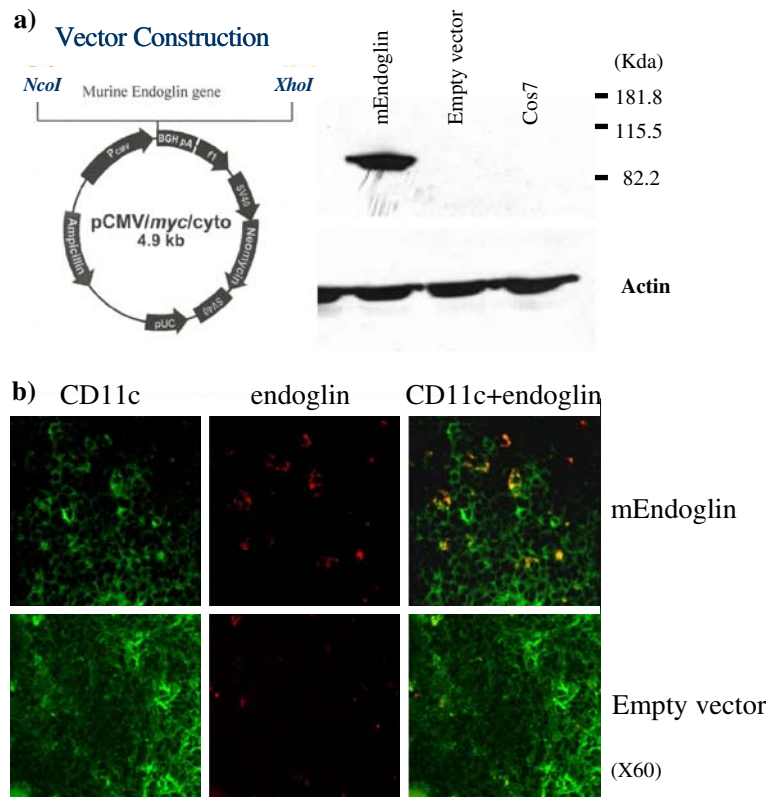 a)
Vector Construction
NcoI
Murine Endoglin gene
XhoI
PCMV
BGH pA
f1
SV40
Neomycin
SV40
pUC
Ampicillin
pCMV/myc/cyto
4.9 kb
mEndoglin
Empty vector
Cos7
(Kda)
181.8
115.5
82.2
Actin
b)
CD11c
endoglin
CD11c+endoglin
mEndoglin
Empty vector
(X60)